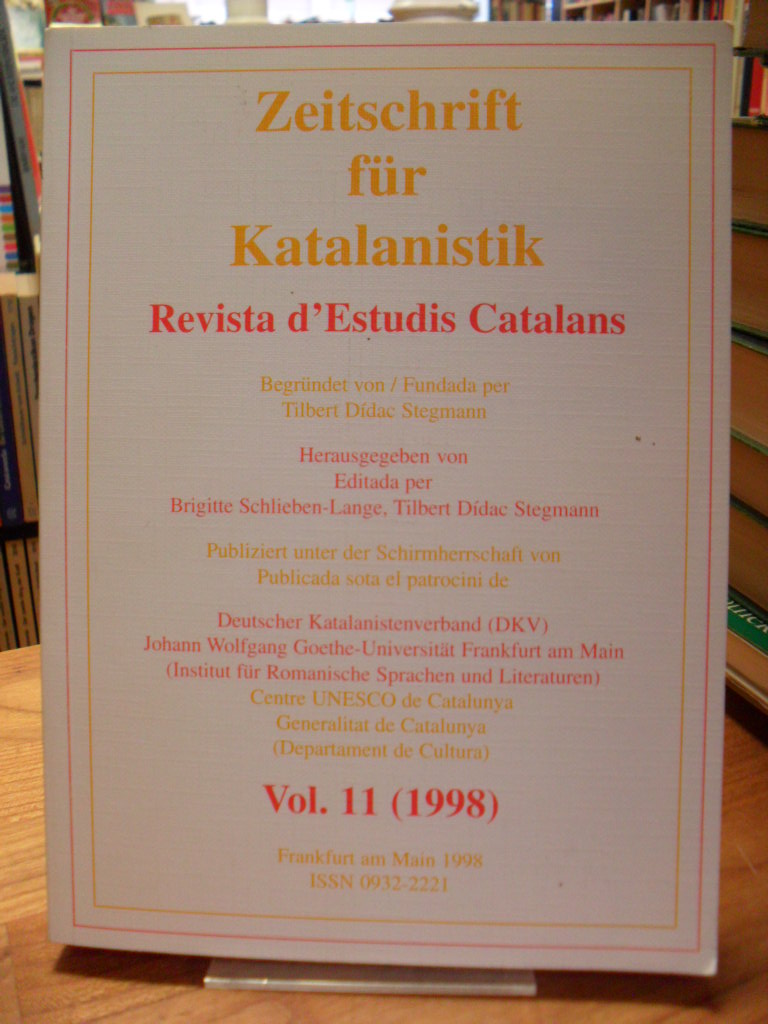 Zeitschrift
für
Katalanistik
Revista d'Estudis Catalans
Begründet von / Fundada per
Tilbert Dídac Stegmann
Herausgegeben von
Editada per
Brigitte Schlieben-Lange, Tilbert Dídac Stegmann
Publiziert unter der Schirmherrschaft von
Publicada sota el patrocini de
Deutscher Katalanistenverband (DKV)
Johann Wolfgang Goethe-Universität Frankfurt am Main
(Institut für Romanische Sprachen und Literaturen)
Centre UNESCO de Catalunya
Generalitat de Catalunya
(Departament de Cultura)
Vol. 11 (1998)
Frankfurt am Main 1998
ISSN 0932-2221